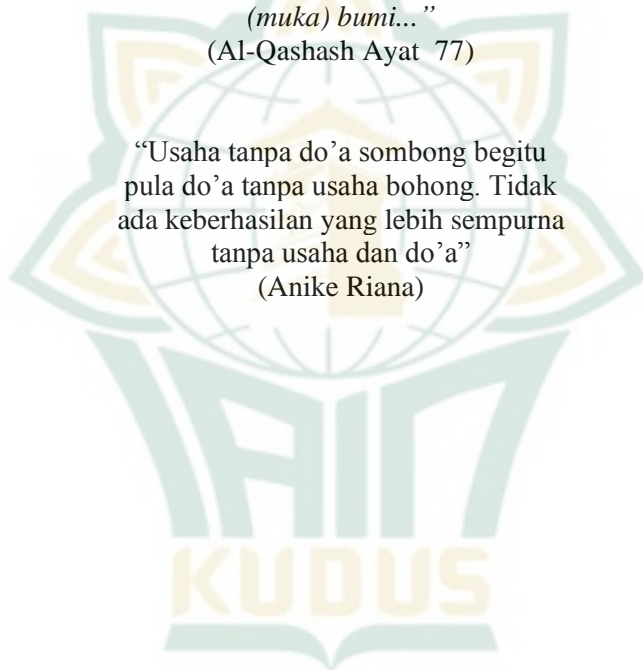 (muka) bumi...”
(Al-Qashash Ayat  77)
“Usaha tanpa do’a sombong begitu
pula do’a tanpa usaha bohong. Tidak
ada keberhasilan yang lebih sempurna
tanpa usaha dan do’a”
(Anike Riana)
IAIN
KUDUS